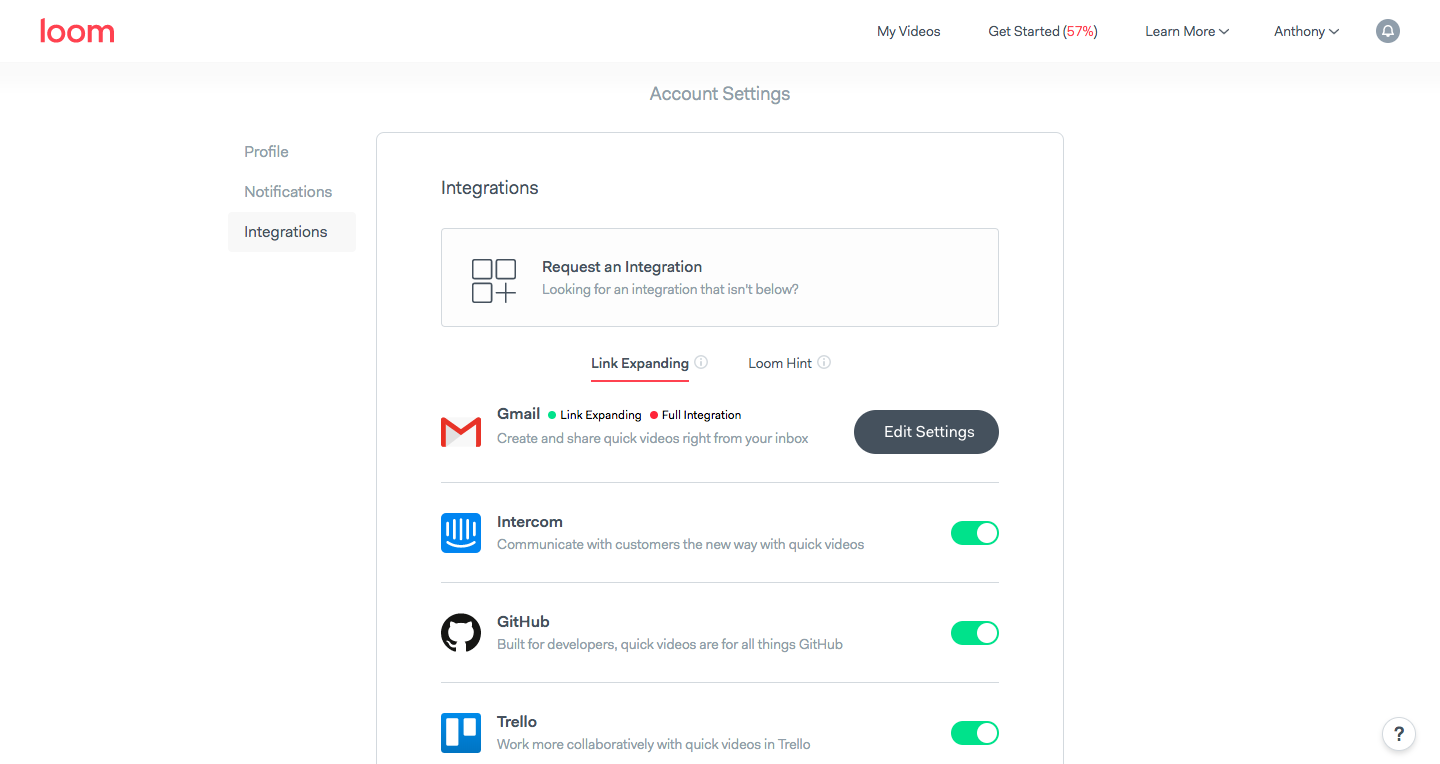 loom
My Videos
Get Started (57%)
Learn More
Anthony
Account Settings
Profile
Notifications
Integrations
Integrations
Request an Integration
Looking for an integration that isn't below?
Link Expanding
Loom Hint
Gmail Link Expanding Full Integration
Create and share quick videos right from your inbox
Edit Settings
Intercom
Communicate with customers the new way with quick videos
GitHub
Built for developers, quick videos are for all things GitHub
Trello
Work more collaboratively with quick videos in Trello
?